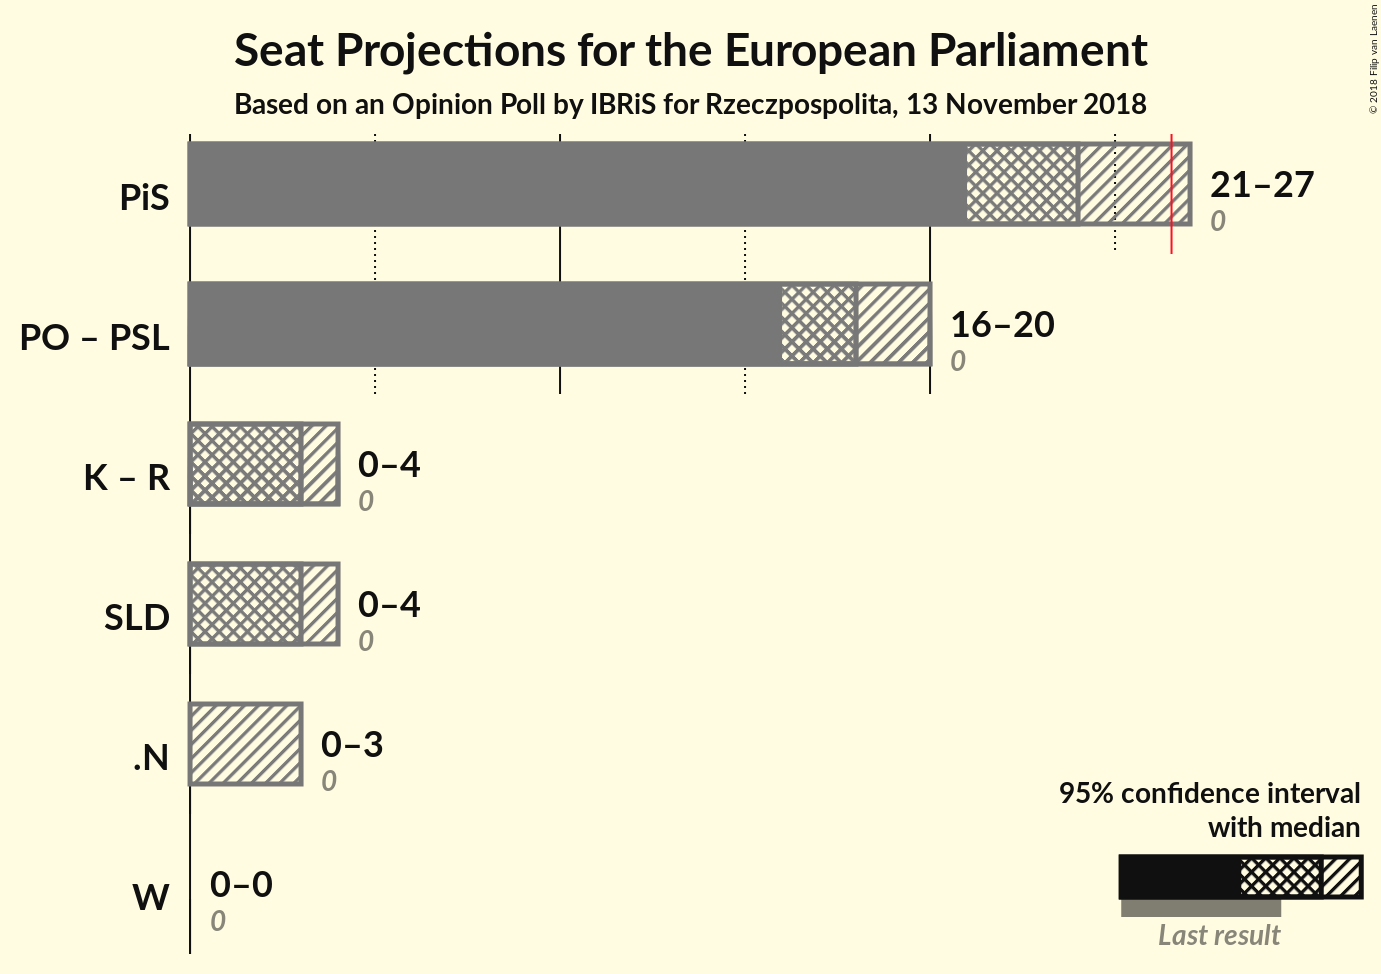 Seat Projections for the European Parliament
Based on an Opinion Poll by IBRiS for Rzeczpospolita, 13 November 2018
© 2018 Filip van Laenen
PiS
21–27
0
PO – PSL
16–20
0
K – R
0–4
0
SLD
0–4
0
.N
0–3
0
W
0–0
0
95% confidence interval
with median
Last result